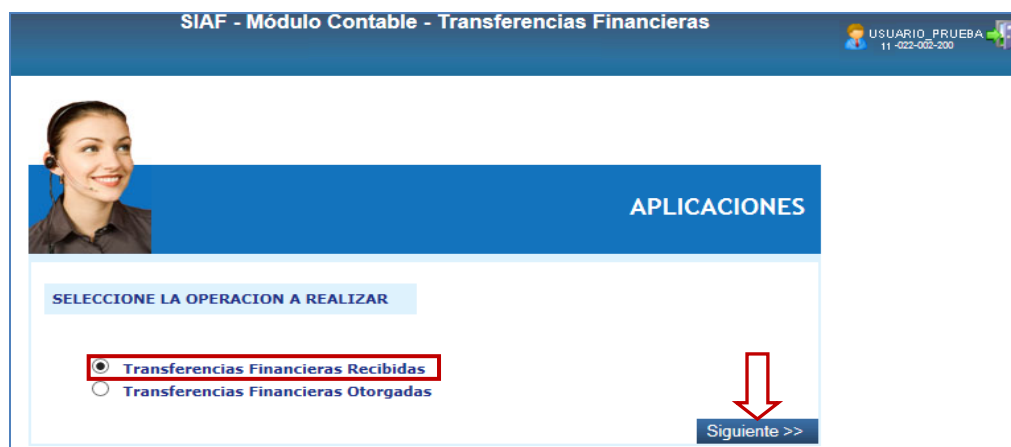 SIAF - Módulo Contable - Transferencias Financieras
USUARIO_PRUEBA
11 -022-002-200
APLICACIONES
SELECCIONE LA OPERACION A REALIZAR
Transferencias Financieras Recibidas
Transferencias Financieras Otorgadas
Siguiente >>